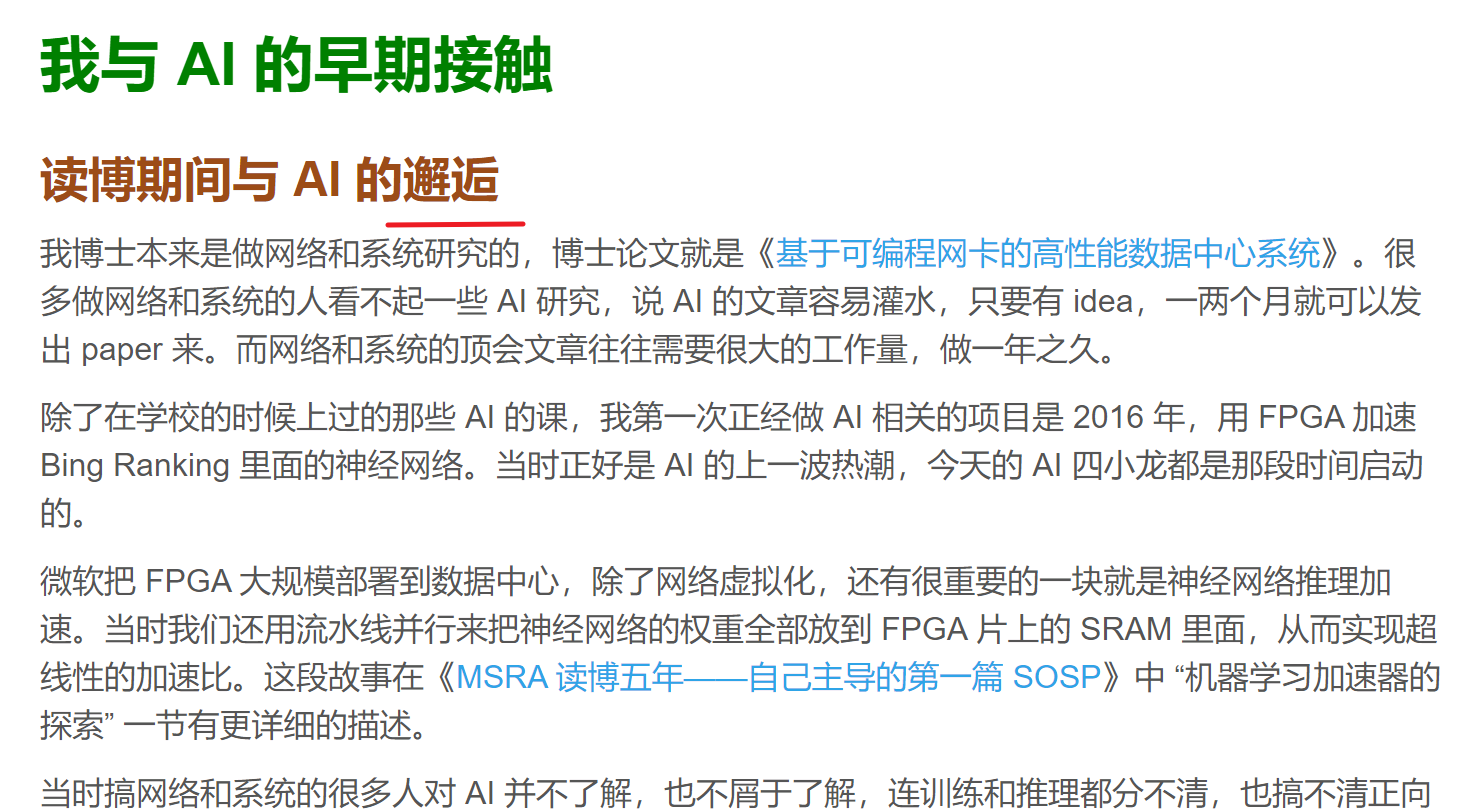 我与 AI 的早期接触
读博期间与 AI 的邂逅
我博士本来是做网络和系统研究的，博士论文就是《基于可编程网卡的高性能数据中心系统》。很
多做网络和系统的人看不起一些 AI 研究，说 AI 的文章容易灌水，只要有 idea，一两个月就可以发
出 paper 来。而网络和系统的顶会文章往往需要很大的工作量，做一年之久。
除了在学校的时候上过的那些 AI 的课，我第一次正经做 AI 相关的项目是 2016 年，用 FPGA 加速
Bing Ranking 里面的神经网络。当时正好是 AI 的上一波热潮，今天的 AI 四小龙都是那段时间启动
的。
微软把 FPGA 大规模部署到数据中心，除了网络虚拟化，还有很重要的一块就是神经网络推理加
速。当时我们还用流水线并行来把神经网络的权重全部放到 FPGA 片上的 SRAM 里面，从而实现超
线性的加速比。这段故事在《MSRA 读博五年——自己主导的第一篇 SOSP》中 “机器学习加速器的
探索” 一节有更详细的描述。
当时搞网络和系统的很多人对 AI 并不了解，也不屑于了解，连训练和推理都分不清，也搞不清正向